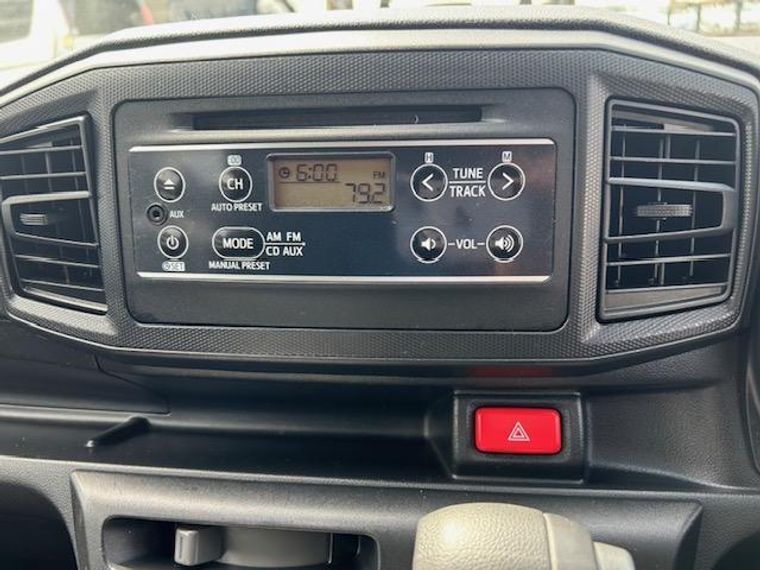 CH
AUTO PRESET
6:00
FM
79.2
H
TUNE
M
TRACK
AUX
MODE
AM FM
CD AUX
VOL
SET
MANUAL PRESET